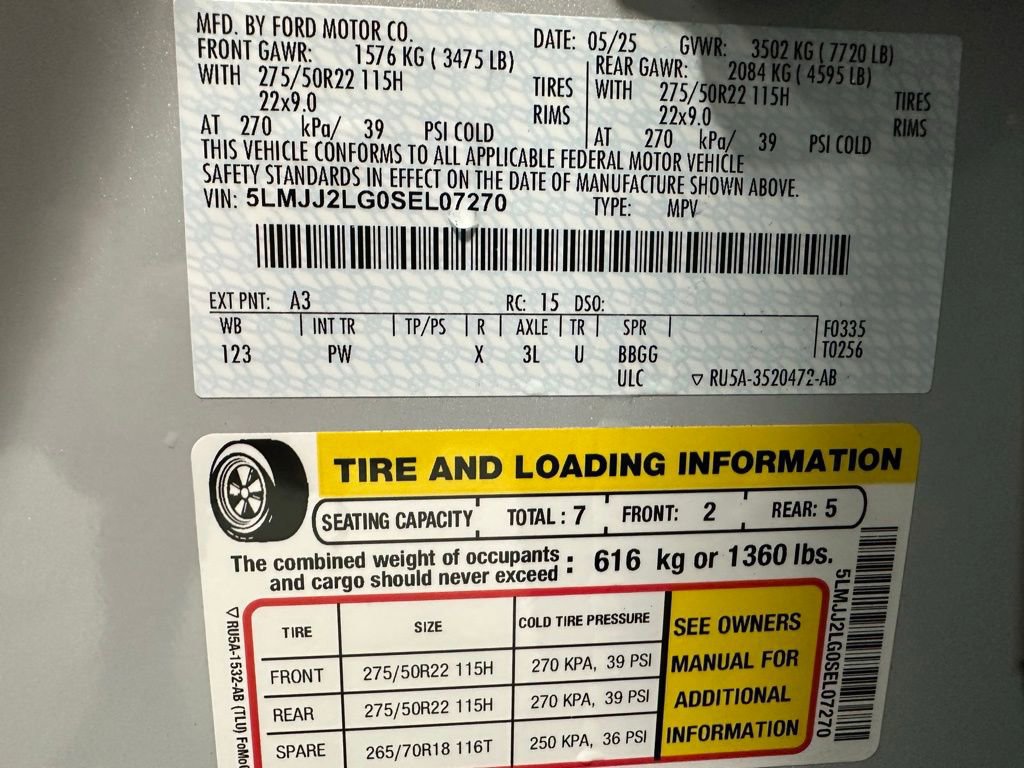 MFD. BY FORD MOTOR CO.
DATE: 05/25 GVWR: 3502 KG ( 7720 LB)
FRONT GAWR: 1576 KG ( 3475 LB)
WITH 275/50R22 115H TIRES
22x9.0 RIMS
AT 270 kPa/ 39 PSI COLD
REAR GAWR: 2084 KG ( 4595 LB)
WITH 275/50R22 115H TIRES
22x9.0 RIMS
AT 270 kPa/ 39 PSI COLD
THIS VEHICLE CONFORMS TO ALL APPLICABLE FEDERAL MOTOR VEHICLE
SAFETY STANDARDS IN EFFECT ON THE DATE OF MANUFACTURE SHOWN ABOVE.
VIN: 5LMJJ2LG0SEL07270 TYPE: MPV
EXT PNT: A3 RC: 15 DSO:
WB INT TR TP/PS R AXLE TR SPR F0335
123 PW X 3L U BBGG T0256
ULC ▽ RU5A-3520472-AB
TIRE AND LOADING INFORMATION
SEATING CAPACITY TOTAL : 7 FRONT: 2 REAR: 5
The combined weight of occupants
and cargo should never exceed : 616 kg or 1360 lbs.
TIRE SIZE COLD TIRE PRESSURE
FRONT 275/50R22 115H 270 KPA, 39 PSI
REAR 275/50R22 115H 270 KPA, 39 PSI
SPARE 265/70R18 116T 250 KPA, 36 PSI
SEE OWNERS
MANUAL FOR
ADDITIONAL
INFORMATION
5LMJJ2LG0SEL07270
▽ RU5A-1532-AB (TLU) FoMoC